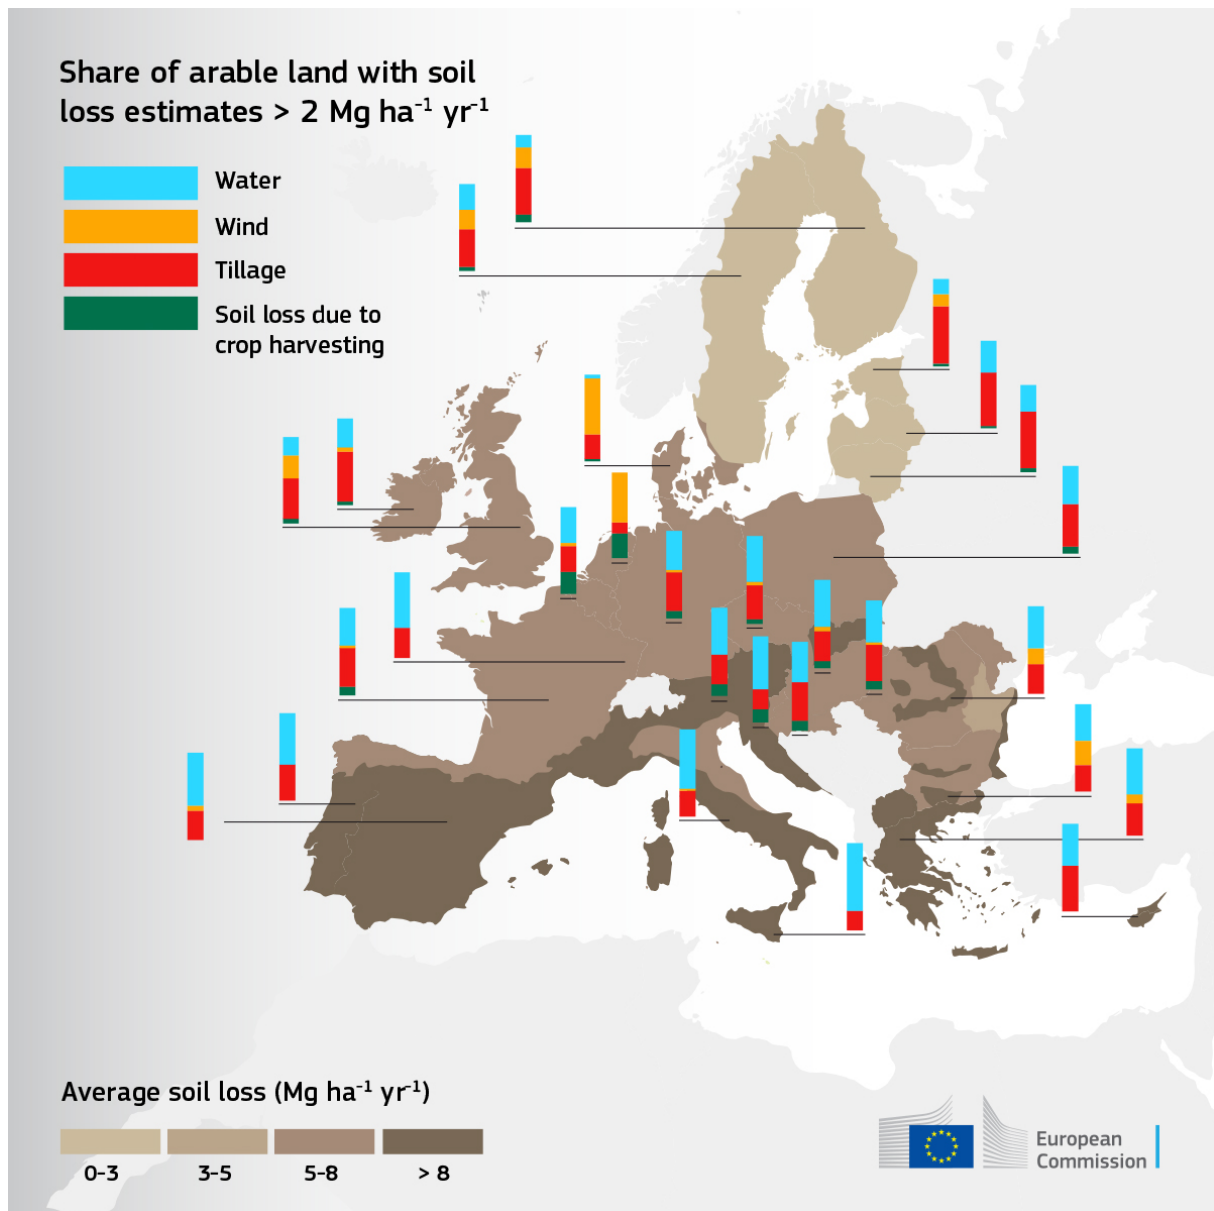 Share of arable land with soil
loss estimates > 2 Mg ha⁻¹ yr⁻¹
Water
Wind
Tillage
Soil loss due to
crop harvesting
Average soil loss (Mg ha⁻¹ yr⁻¹)
0-3
3-5
5-8
> 8
European
Commission